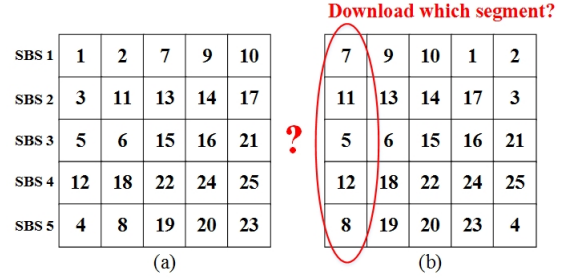 Download which segment?
SBS 1 1 2 7 9 10 7 9 10 1 2
SBS 2 3 11 13 14 17 11 13 14 17 3
SBS 3 5 6 15 16 21 ? 5 6 15 16 21
SBS 4 12 18 22 24 25 12 18 22 24 25
SBS 5 4 8 19 20 23 8 19 20 23 4
(a) (b)